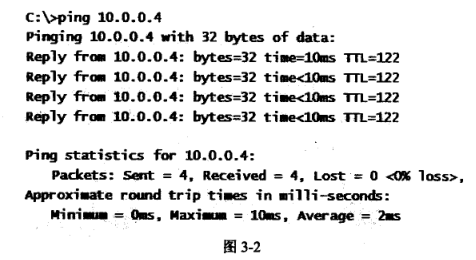 C:\>ping 10.0.0.4
Pinging 10.0.0.4 with 32 bytes of data:
Reply from 10.0.0.4: bytes=32 time=10ms TTL=122
Reply from 10.0.0.4: bytes=32 time<10ms TTL=122
Reply from 10.0.0.4: bytes=32 time<10ms TTL=122
Reply from 10.0.0.4: bytes=32 time<10ms TTL=122
Ping statistics for 10.0.0.4:
Packets: Sent = 4, Received = 4, Lost = 0 <0% loss>,
Approximate round trip times in milli-seconds:
Minimum = 0ms, Maximum = 10ms, Average = 2ms
图 3-2